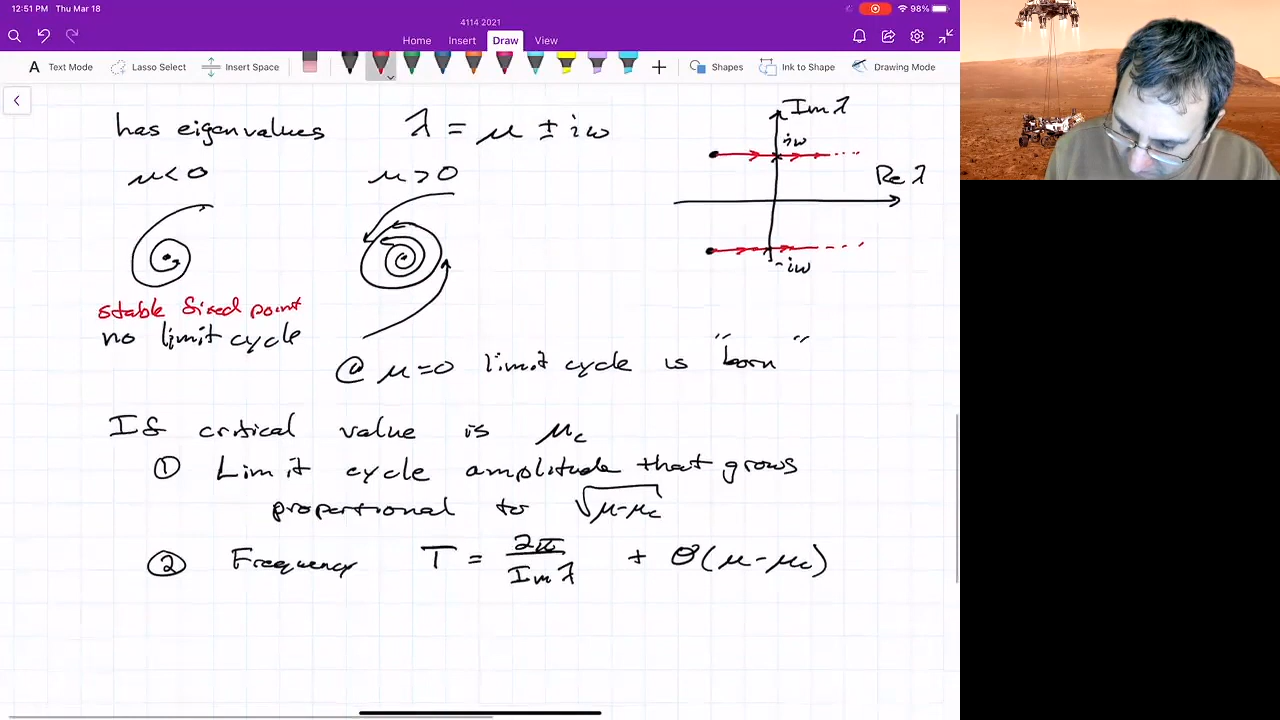 12:51 PM Thu Mar 18
98%
4114 2021
Home Insert Draw View
Text Mode Lasso Select Insert Space Shapes Ink to Shape Drawing Mode
has eigenvalues λ = μ ± iω
Im λ
iω
Re λ
-iω
μ < 0 μ > 0
stable fixed point
no limit cycle
@ μ=0 limit cycle is "born"
If critical value is μc
① Limit cycle amplitude that grows
proportional to √μ-μc
② Frequency T = 2π / Im λ + O(μ - μc)